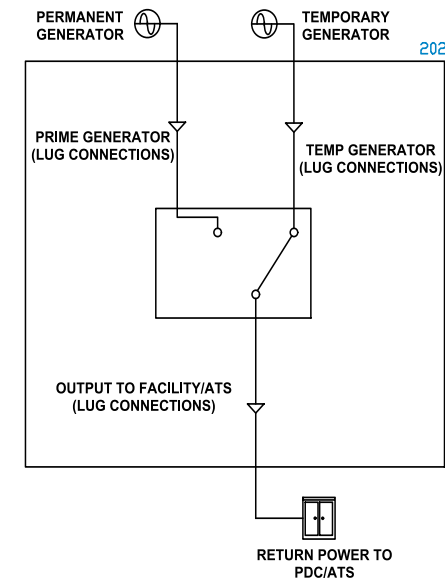 PERMANENT
GENERATOR
TEMPORARY
GENERATOR
202
PRIME GENERATOR
(LUG CONNECTIONS)
TEMP GENERATOR
(LUG CONNECTIONS)
OUTPUT TO FACILITY/ATS
(LUG CONNECTIONS)
RETURN POWER TO
PDC/ATS